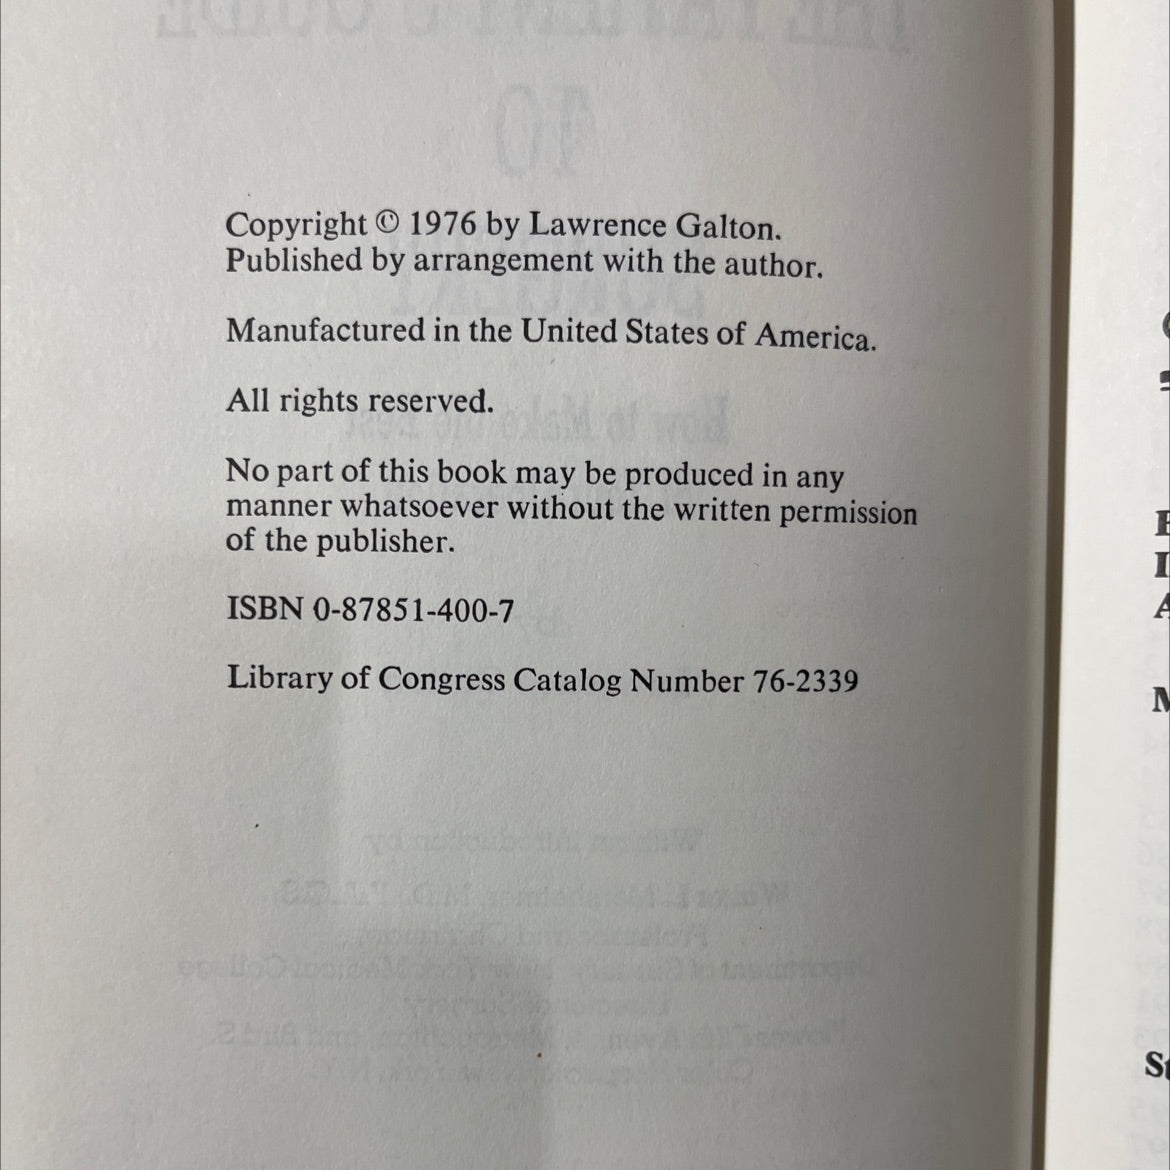 Copyright © 1976 by Lawrence Galton.
Published by arrangement with the author.
Manufactured in the United States of America.
All rights reserved.
No part of this book may be produced in any
manner whatsoever without the written permission
of the publisher.
ISBN 0-87851-400-7
Library of Congress Catalog Number 76-2339